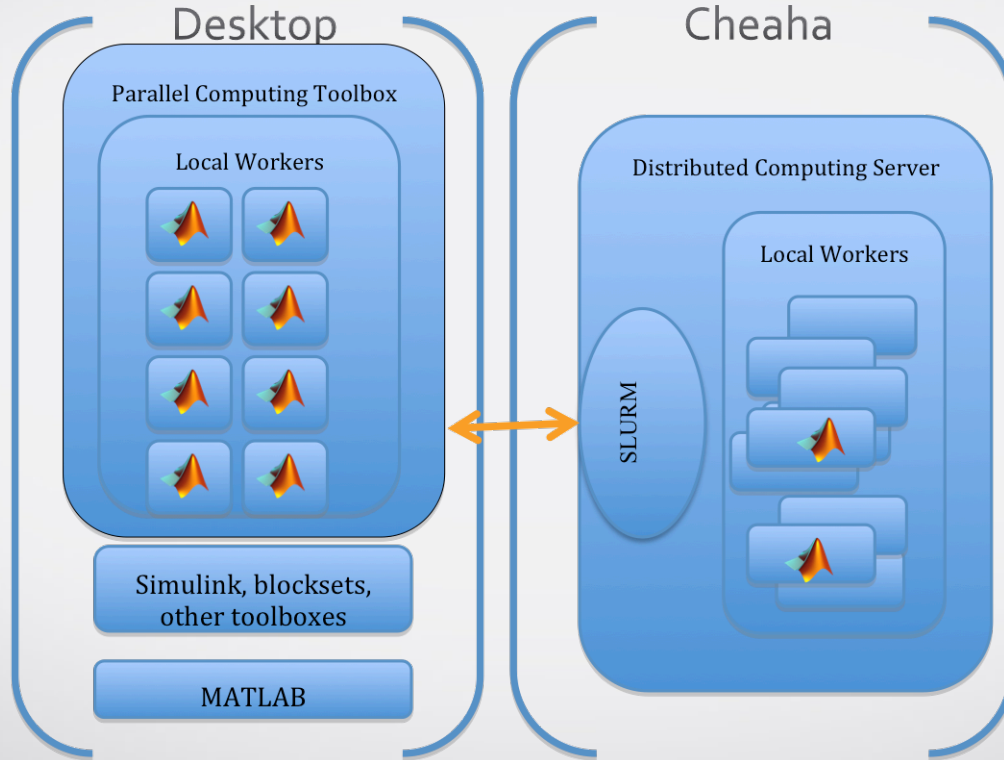 Desktop
Parallel Computing Toolbox
Local Workers
Simulink, blocksets,
other toolboxes
MATLAB
Cheaha
Distributed Computing Server
Local Workers
SLURM